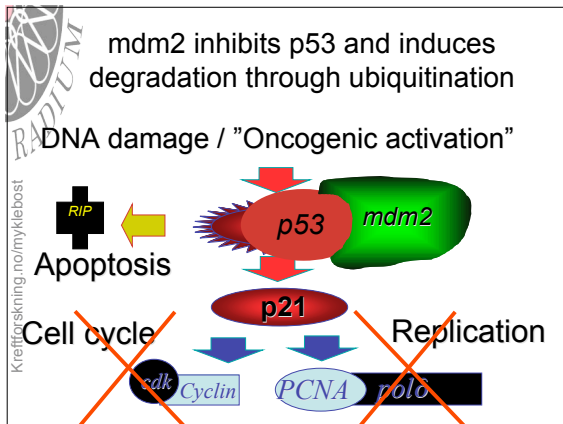 mdm2 inhibits p53 and induces
degradation through ubiquitination
RADIUM
DNA damage / ”Oncogenic activation”
Kreftforskning.no/myklebost
RIP
p53
mdm2
Apoptosis
p21
Cell cycle
Replication
cdk
Cyclin
PCNA
polδ